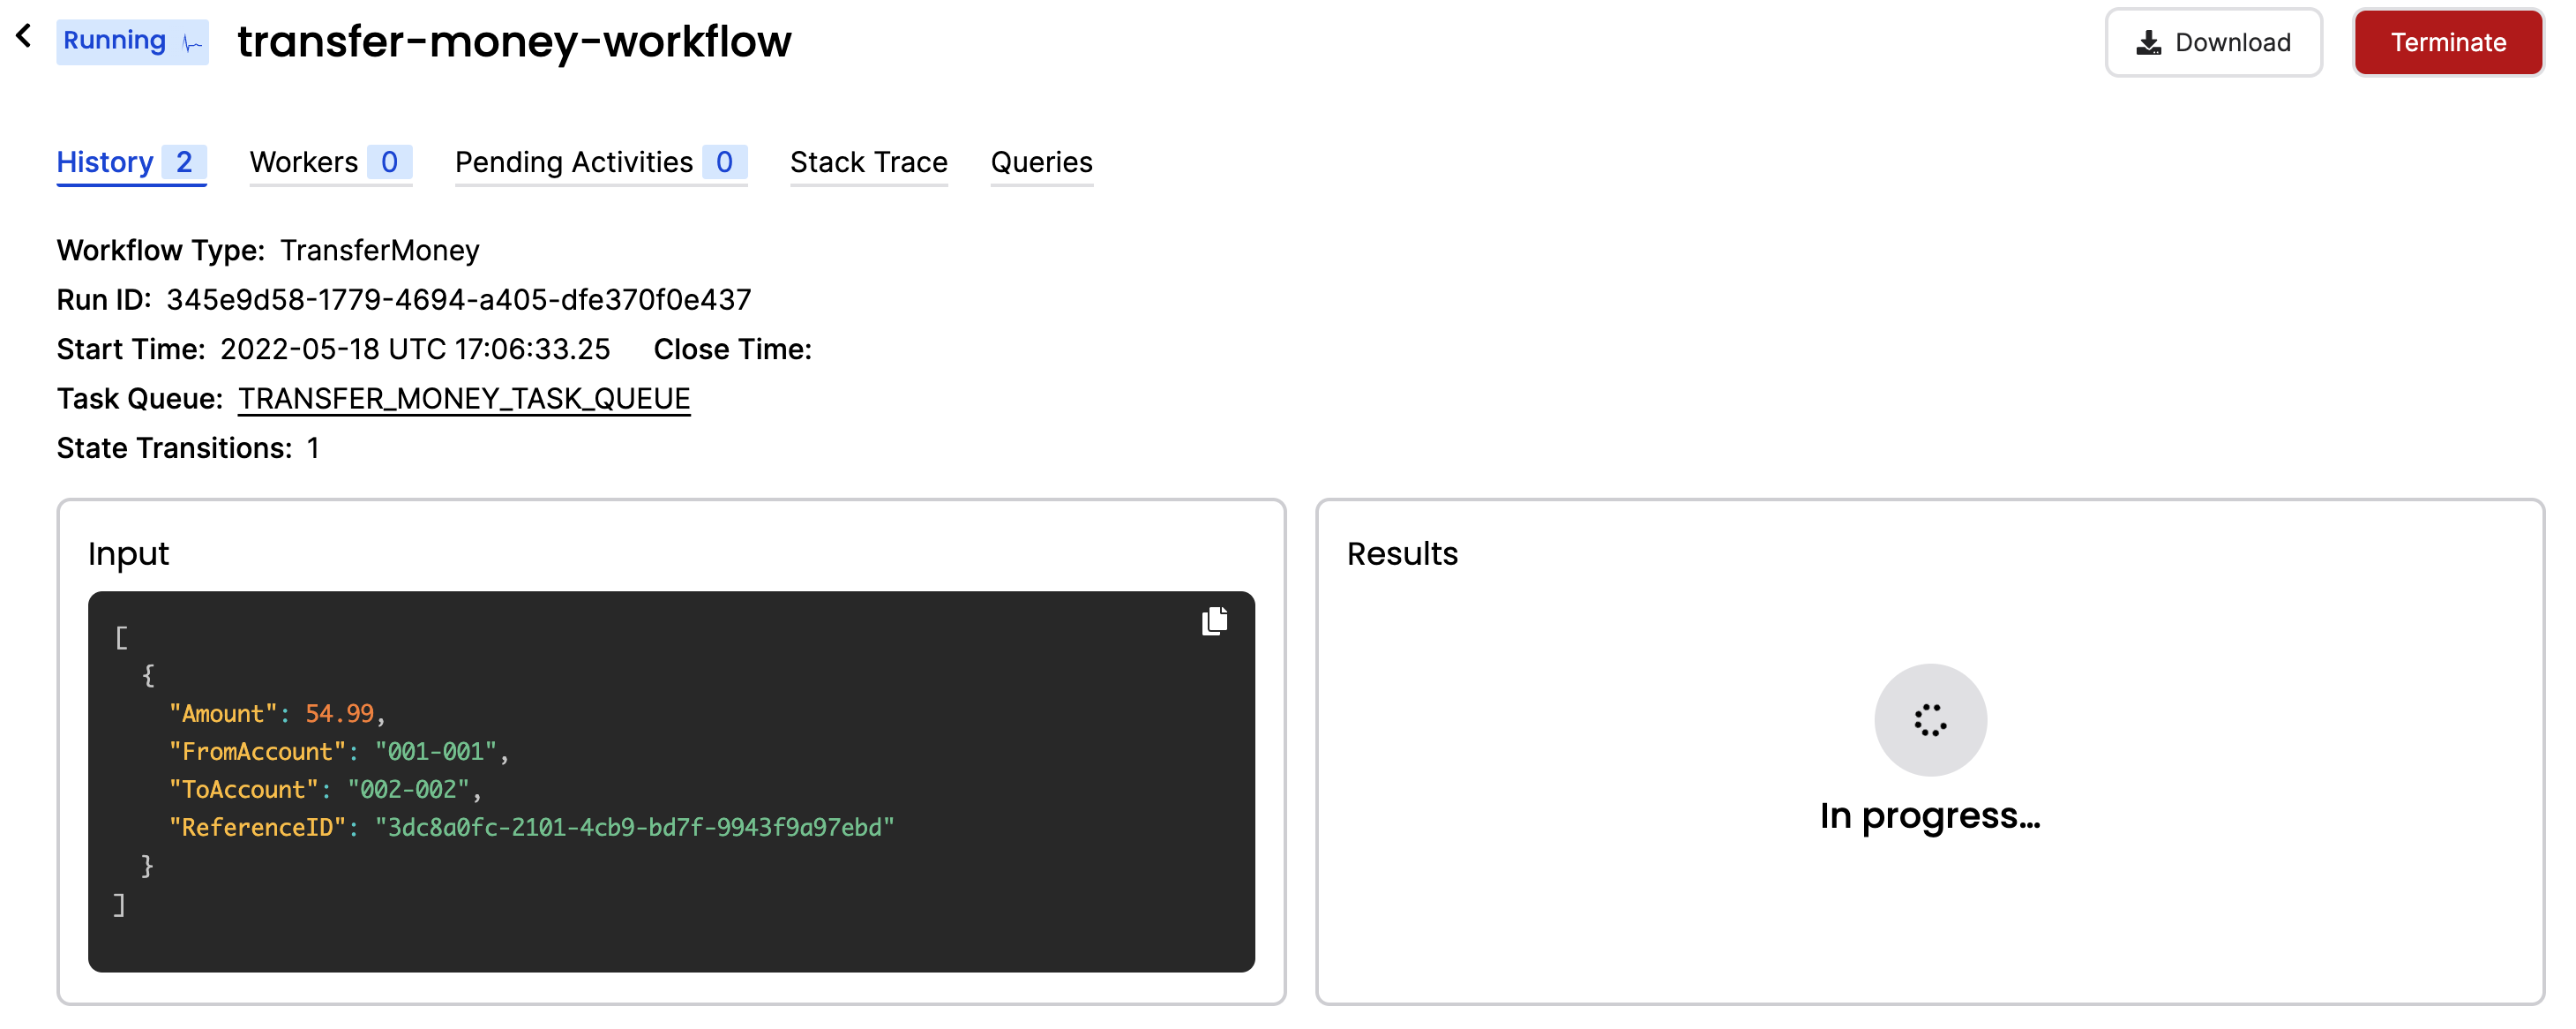 Running transfer-money-workflow Download Terminate
History 2 Workers 0 Pending Activities 0 Stack Trace Queries
Workflow Type: TransferMoney
Run ID: 345e9d58-1779-4694-a405-dfe370f0e437
Start Time: 2022-05-18 UTC 17:06:33.25 Close Time:
Task Queue: TRANSFER_MONEY_TASK_QUEUE
State Transitions: 1
Input
[
{
"Amount": 54.99,
"FromAccount": "001-001",
"ToAccount": "002-002",
"ReferenceID": "3dc8a0fc-2101-4cb9-bd7f-9943f9a97ebd"
}
]
Results
In progress...